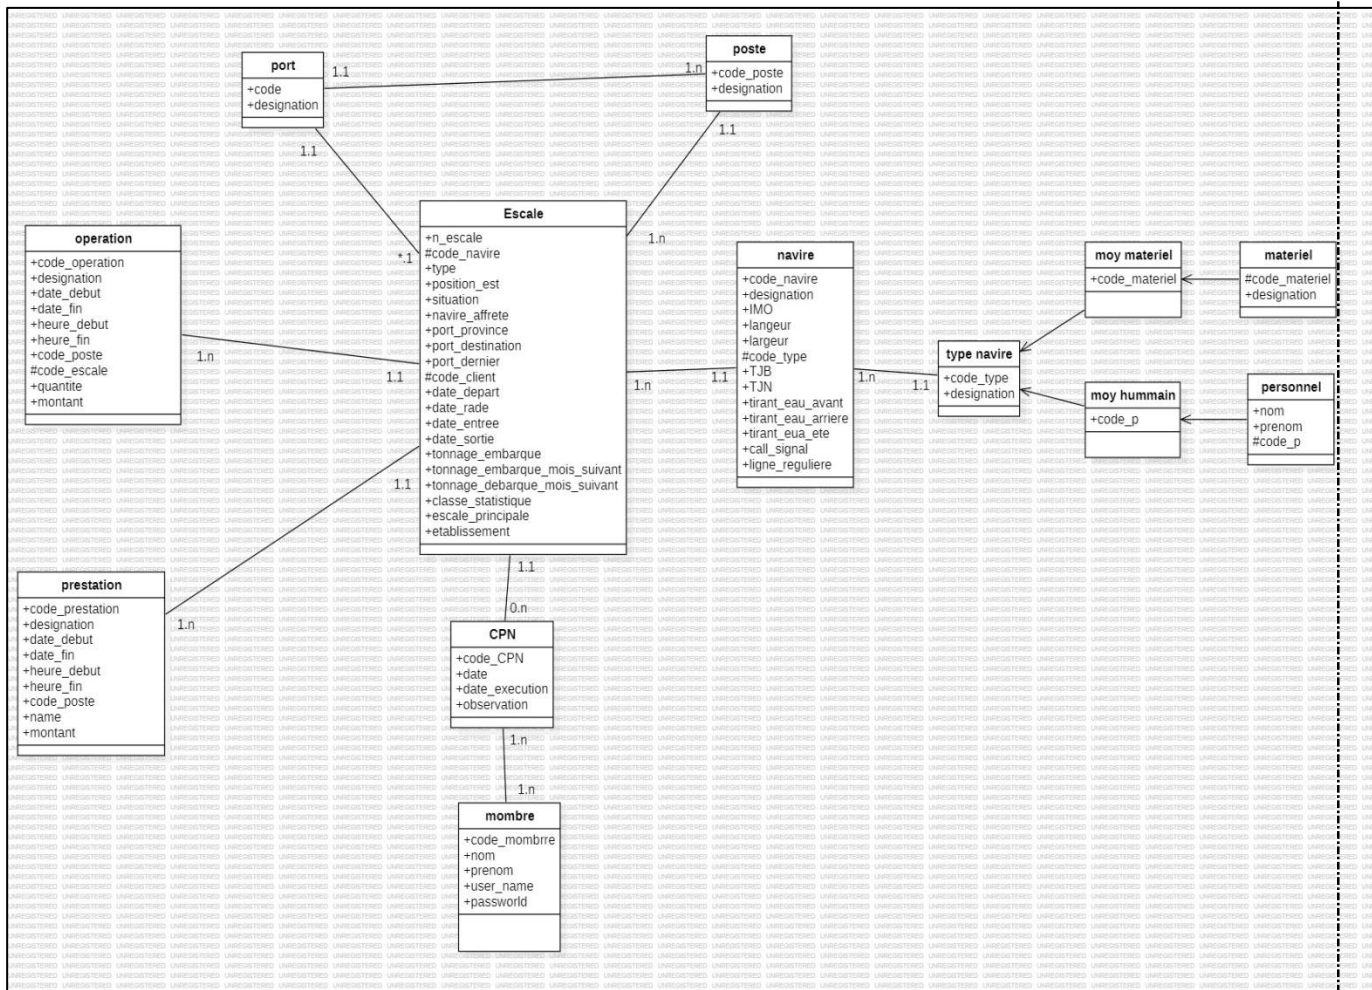 port
+code
+designation
1.1
1.n
poste
+code_poste
+designation
1.1
1.1
*.1
1.n
operation
+code_operation
+designation
+date_debut
+date_fin
+heure_debut
+heure_fin
+code_poste
#code_escale
+quantite
+montant
1.n
1.1
Escale
+n_escale
#code_navire
+type
+position_est
+situation
+navire_affrete
+port_province
+port_destination
+port_dernier
#code_client
+date_depart
+date_rade
+date_entree
+date_sortie
+tonnage_embarque
+tonnage_embarque_mois_suivant
+tonnage_debarque_mois_suivant
+classe_statistique
+escale_principale
+etablissement
1.n
1.1
navire
+code_navire
+designation
+IMO
+langeur
+largeur
#code_type
+TJB
+TJN
+tirant_eau_avant
+tirant_eau_arriere
+tirant_eua_ete
+call_signal
+ligne_reguliere
1.n
1.1
type navire
+code_type
+designation
moy materiel
+code_materiel
materiel
#code_materiel
+designation
moy hummain
+code_p
personnel
+nom
+prenom
#code_p
1.1
1.n
prestation
+code_prestation
+designation
+date_debut
+date_fin
+heure_debut
+heure_fin
+code_poste
+name
+montant
1.1
0.n
CPN
+code_CPN
+date
+date_execution
+observation
1.n
1.n
mombre
+code_mombrre
+nom
+prenom
+user_name
+passworld
UNREGISTERED